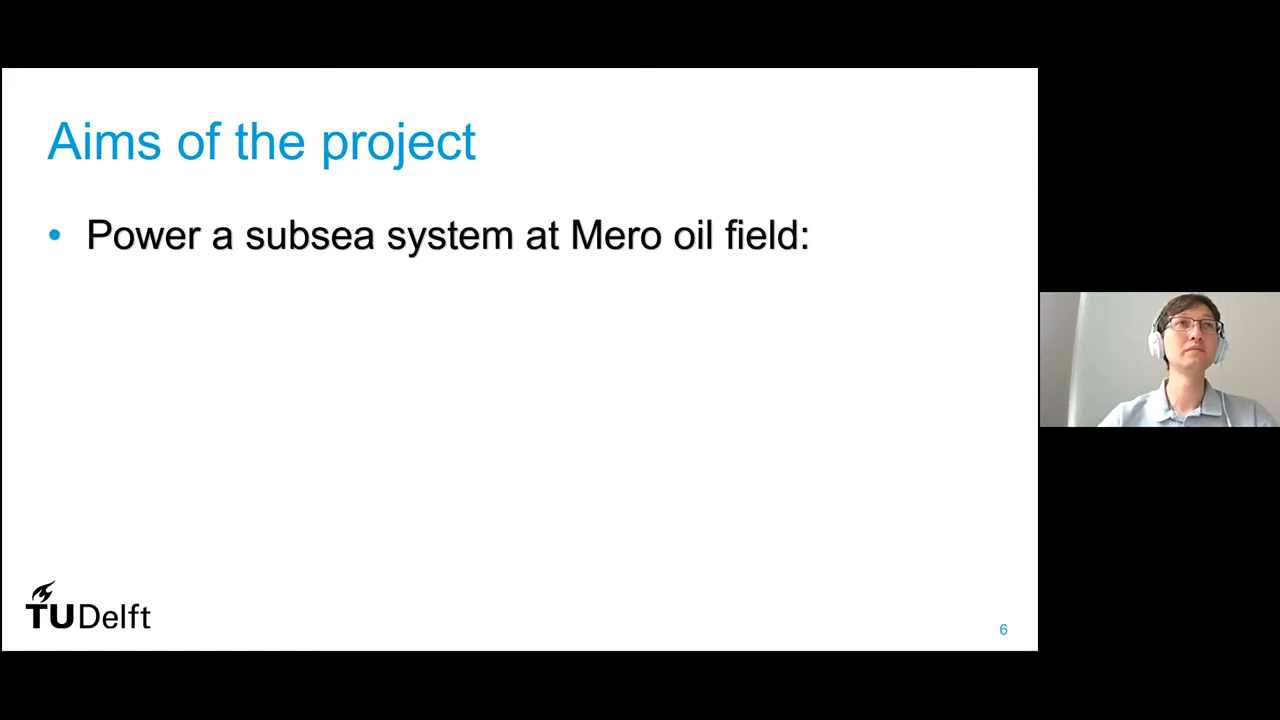 Aims of the project
• Power a subsea system at Mero oil field:
TUDelft
6